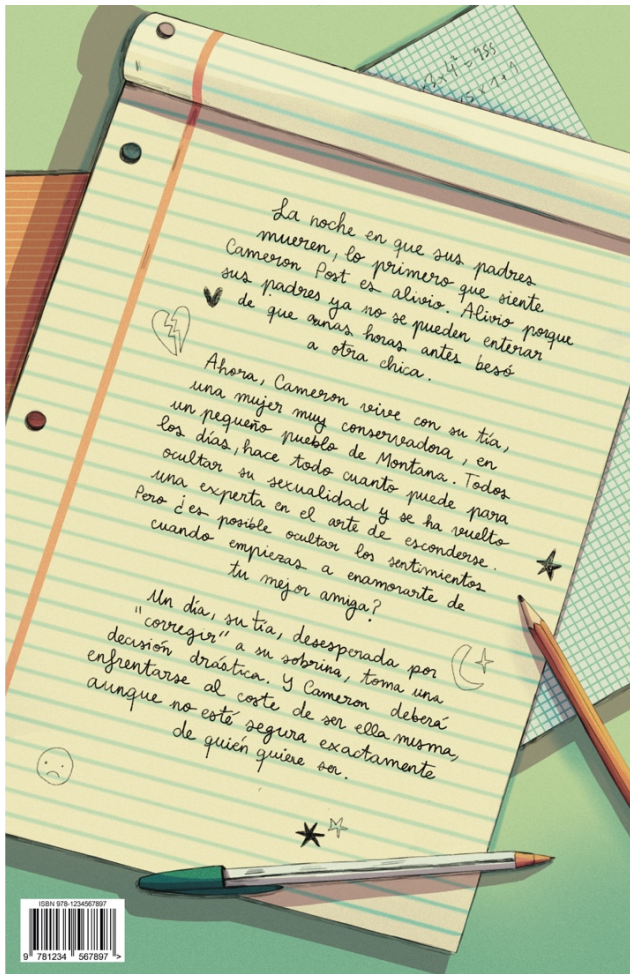 x3x4²=955
x5x7+1
La noche en que sus padres
mueren, lo primero que siente
Cameron Post es alivio. Alivio porque
sus padres ya no se pueden enterar
de que unas horas antes besó
a otra chica.
Ahora, Cameron vive con su tía,
una mujer muy conservadora, en
un pequeño pueblo de Montana. Todos
los días, hace todo cuanto puede para
ocultar su sexualidad y se ha vuelto
una experta en el arte de esconderse.
Pero ¿es posible ocultar los sentimientos
cuando empiezas a enamorarte de
tu mejor amiga?
Un día, su tía, desesperada por
"corregir" a su sobrina, toma una
decisión drástica. Y Cameron deberá
enfrentarse al coste de ser ella misma,
aunque no esté segura exactamente
de quién quiere ser.
ISBN 978-1234567897
9 781234 567897 >